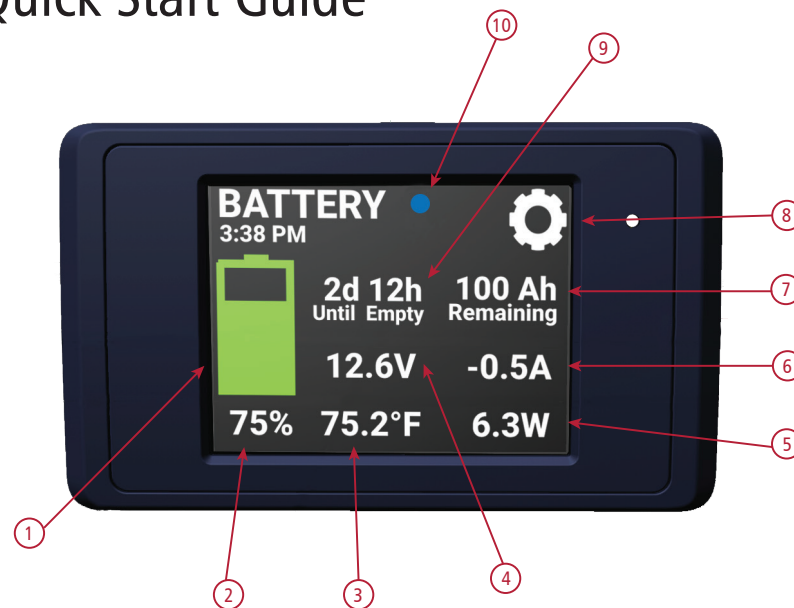 Quick Start Guide
10
9
BATTERY
3:38 PM
8
2d 12h
Until Empty
100 Ah
Remaining
7
12.6V
-0.5A
6
75%
75.2°F
6.3W
5
1
2
3
4